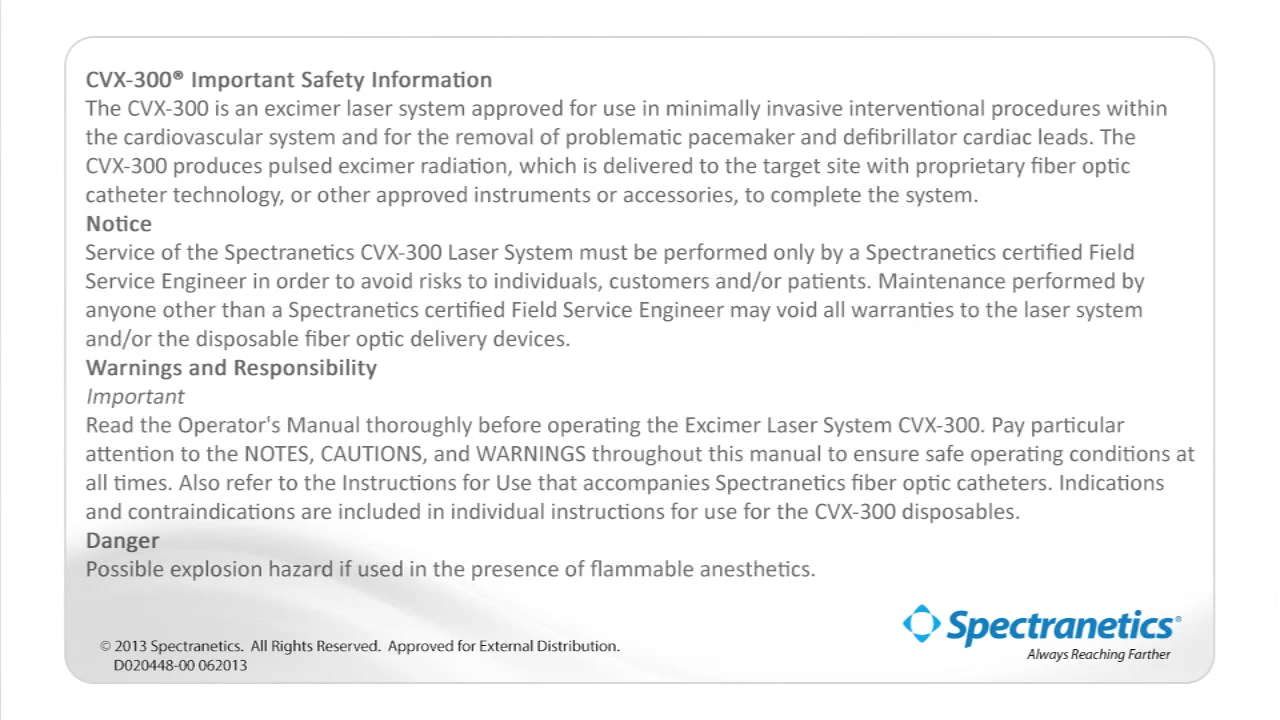 CVX-300® Important Safety Information
The CVX-300 is an excimer laser system approved for use in minimally invasive interventional procedures within
the cardiovascular system and for the removal of problematic pacemaker and defibrillator cardiac leads. The
CVX-300 produces pulsed excimer radiation, which is delivered to the target site with proprietary fiber optic
catheter technology, or other approved instruments or accessories, to complete the system.
Notice
Service of the Spectranetics CVX-300 Laser System must be performed only by a Spectranetics certified Field
Service Engineer in order to avoid risks to individuals, customers and/or patients. Maintenance performed by
anyone other than a Spectranetics certified Field Service Engineer may void all warranties to the laser system
and/or the disposable fiber optic delivery devices.
Warnings and Responsibility
Important
Read the Operator's Manual thoroughly before operating the Excimer Laser System CVX-300. Pay particular
attention to the NOTES, CAUTIONS, and WARNINGS throughout this manual to ensure safe operating conditions at
all times. Also refer to the Instructions for Use that accompanies Spectranetics fiber optic catheters. Indications
and contraindications are included in individual instructions for use for the CVX-300 disposables.
Danger
Possible explosion hazard if used in the presence of flammable anesthetics.
Spectranetics®
Always Reaching Farther
© 2013 Spectranetics. All Rights Reserved. Approved for External Distribution.
D020448-00 062013